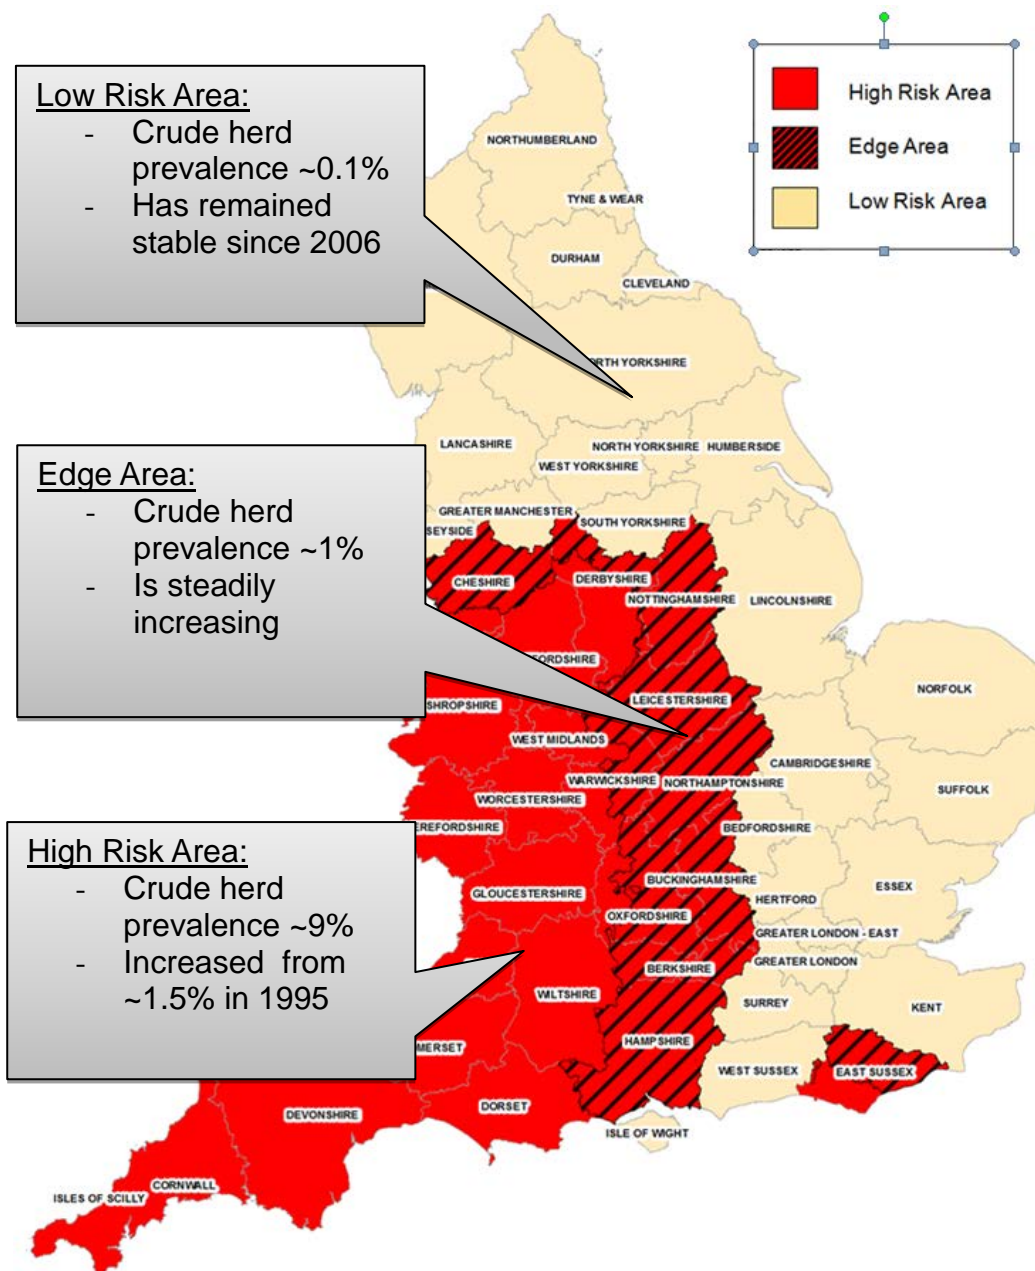 Low Risk Area:
- Crude herd
prevalence ~0.1%
- Has remained
stable since 2006
High Risk Area
Edge Area
Low Risk Area
NORTHUMBERLAND
TYNE & WEAR
DURHAM
CLEVELAND
ORTH YORKSHIRE
LANCASHIRE
NORTH YORKSHIRE
HUMBERSIDE
WEST YORKSHIRE
Edge Area:
- Crude herd
prevalence ~1%
- Is steadily
increasing
GREATER MANCHESTER
SEYSIDE
SOUTH YORKSHIRE
CHESHIRE
DERBYSHIRE
NOTTINGHAMSHIRE
LINCOLNSHIRE
FORDSHIRE
NORFOLK
SHROPSHIRE
LEICESTERSHIRE
WEST MIDLANDS
CAMBRIDGESHIRE
WARWICKSHIRE
NORTHAMPTONSHIRE
SUFFOLK
WORCESTERSHIRE
EREFORDSHIRE
BEDFORDSHIRE
High Risk Area:
- Crude herd
prevalence ~9%
- Increased from
~1.5% in 1995
GLOUCESTERSHIRE
BUCKINGHAMSHIRE
HERTFORD
ESSEX
OXFORDSHIRE
GREATER LONDON - EAST
BERKSHIRE
GREATER LONDON
WILTSHIRE
SURREY
KENT
MERSET
HAMPSHIRE
WEST SUSSEX
EAST SUSSEX
DEVONSHIRE
DORSET
ISLE OF WIGHT
CORNWALL
ISLES OF SCILLY